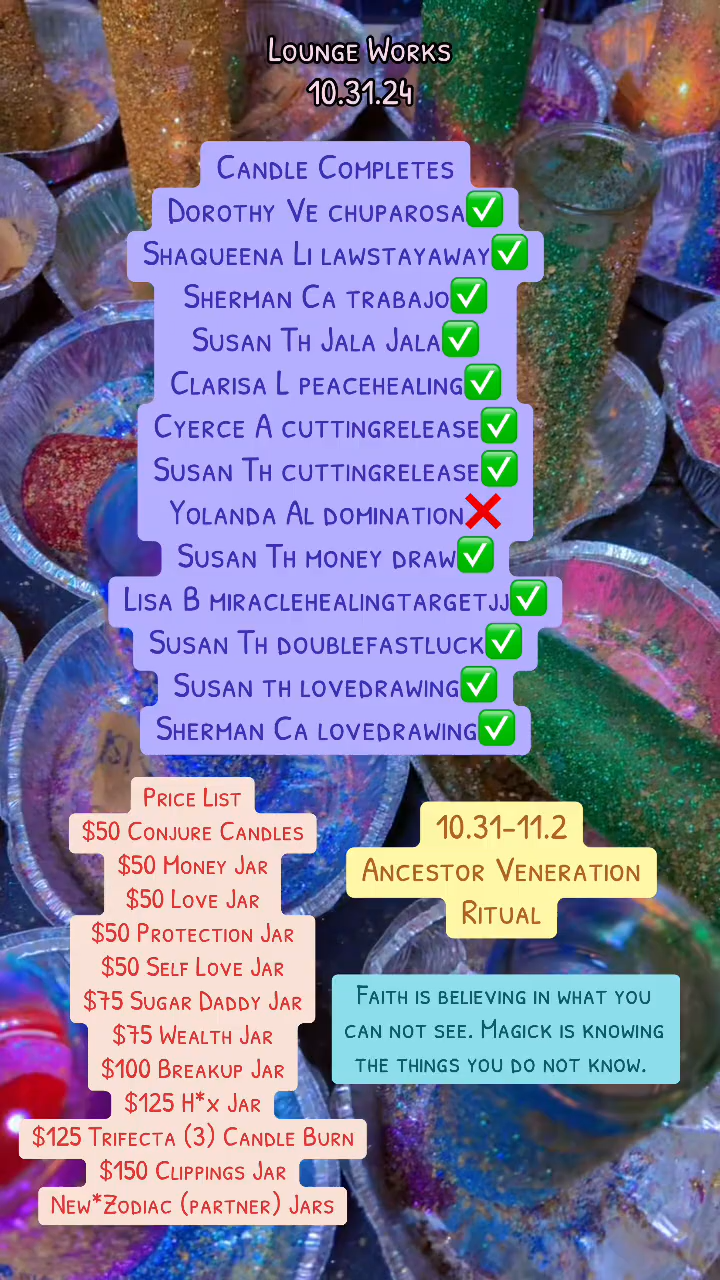 Lounge Works
10.31.24
Candle Completes
Dorothy Ve chuparosa✅
Shaqueena Li lawstayaway✅
Sherman Ca trabajo✅
Susan Th Jala Jala✅
Clarisa L peacehealing✅
Cyerce A cuttingrelease✅
Susan Th cuttingrelease✅
Yolanda Al domination❌
Susan Th money draw✅
Lisa B miraclehealingtargetjj✅
Susan Th doublefastluck✅
Susan th lovedrawing✅
Sherman Ca lovedrawing✅
Price List
$50 Conjure Candles
$50 Money Jar
$50 Love Jar
$50 Protection Jar
$50 Self Love Jar
$75 Sugar Daddy Jar
$75 Wealth Jar
$100 Breakup Jar
$125 H*x Jar
$125 Trifecta (3) Candle Burn
$150 Clippings Jar
New*Zodiac (partner) Jars
10.31-11.2
Ancestor Veneration
Ritual
Faith is believing in what you
can not see. Magick is knowing
the things you do not know.